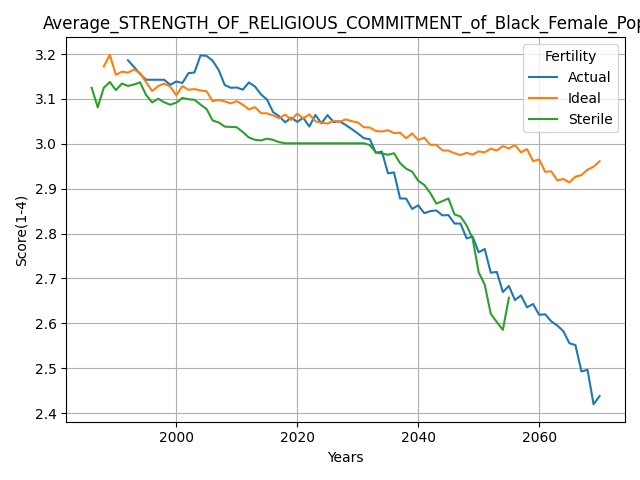 Average_STRENGTH_OF_RELIGIOUS_COMMITMENT_of_Black_Female_Pop
Fertility
Actual
Ideal
Sterile
Score(1-4)
3.2
3.1
3.0
2.9
2.8
2.7
2.6
2.5
2.4
2000 2020 2040 2060
Years